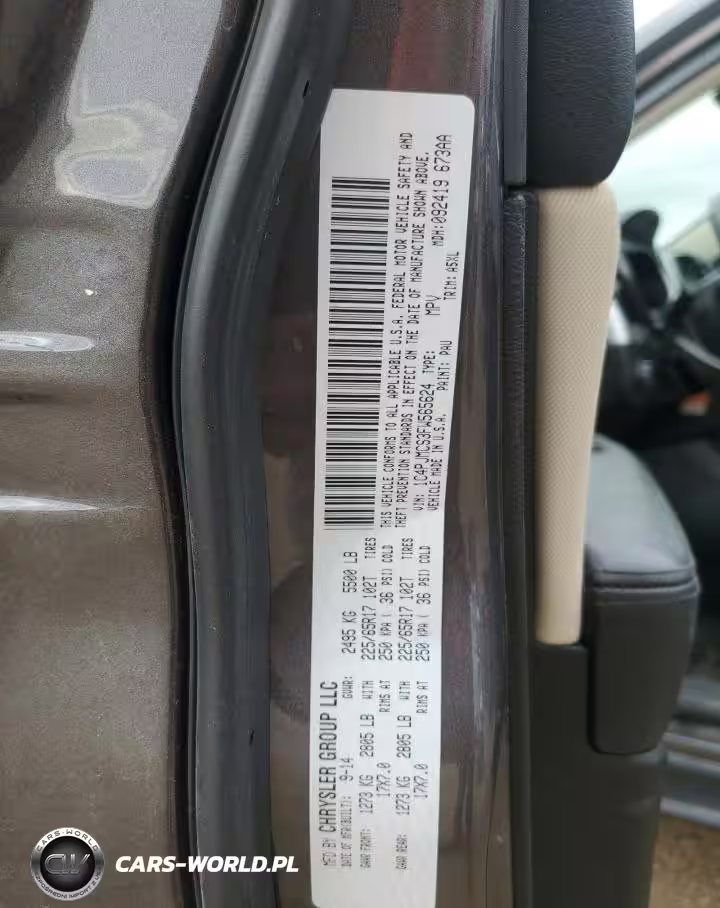 MFD BY CHRYSLER GROUP LLC
DATE OF MFR(BUILT): 9-14 GVWR: 2495 KG 5500 LB
GAWR FRONT: 1273 KG 2805 LB WITH 225/65R17 102T TIRES
17X7.0 RIMS AT 250 KPA ( 36 PSI) COLD
GAWR REAR: 1273 KG 2805 LB WITH 225/65R17 102T TIRES
17X7.0 RIMS AT 250 KPA ( 36 PSI) COLD
THIS VEHICLE CONFORMS TO ALL APPLICABLE U.S.A. FEDERAL MOTOR VEHICLE SAFETY AND
THEFT PREVENTION STANDARDS IN EFFECT ON THE DATE OF MANUFACTURE SHOWN ABOVE.
VIN: 1C4PJMCS3FW565624 TYPE: MPV MDH:092419 673AA
VEHICLE MADE IN U.S.A. PAINT: PAU TRIM: A5XL
CARS-WORLD
CW
CARS-WORLD.PL